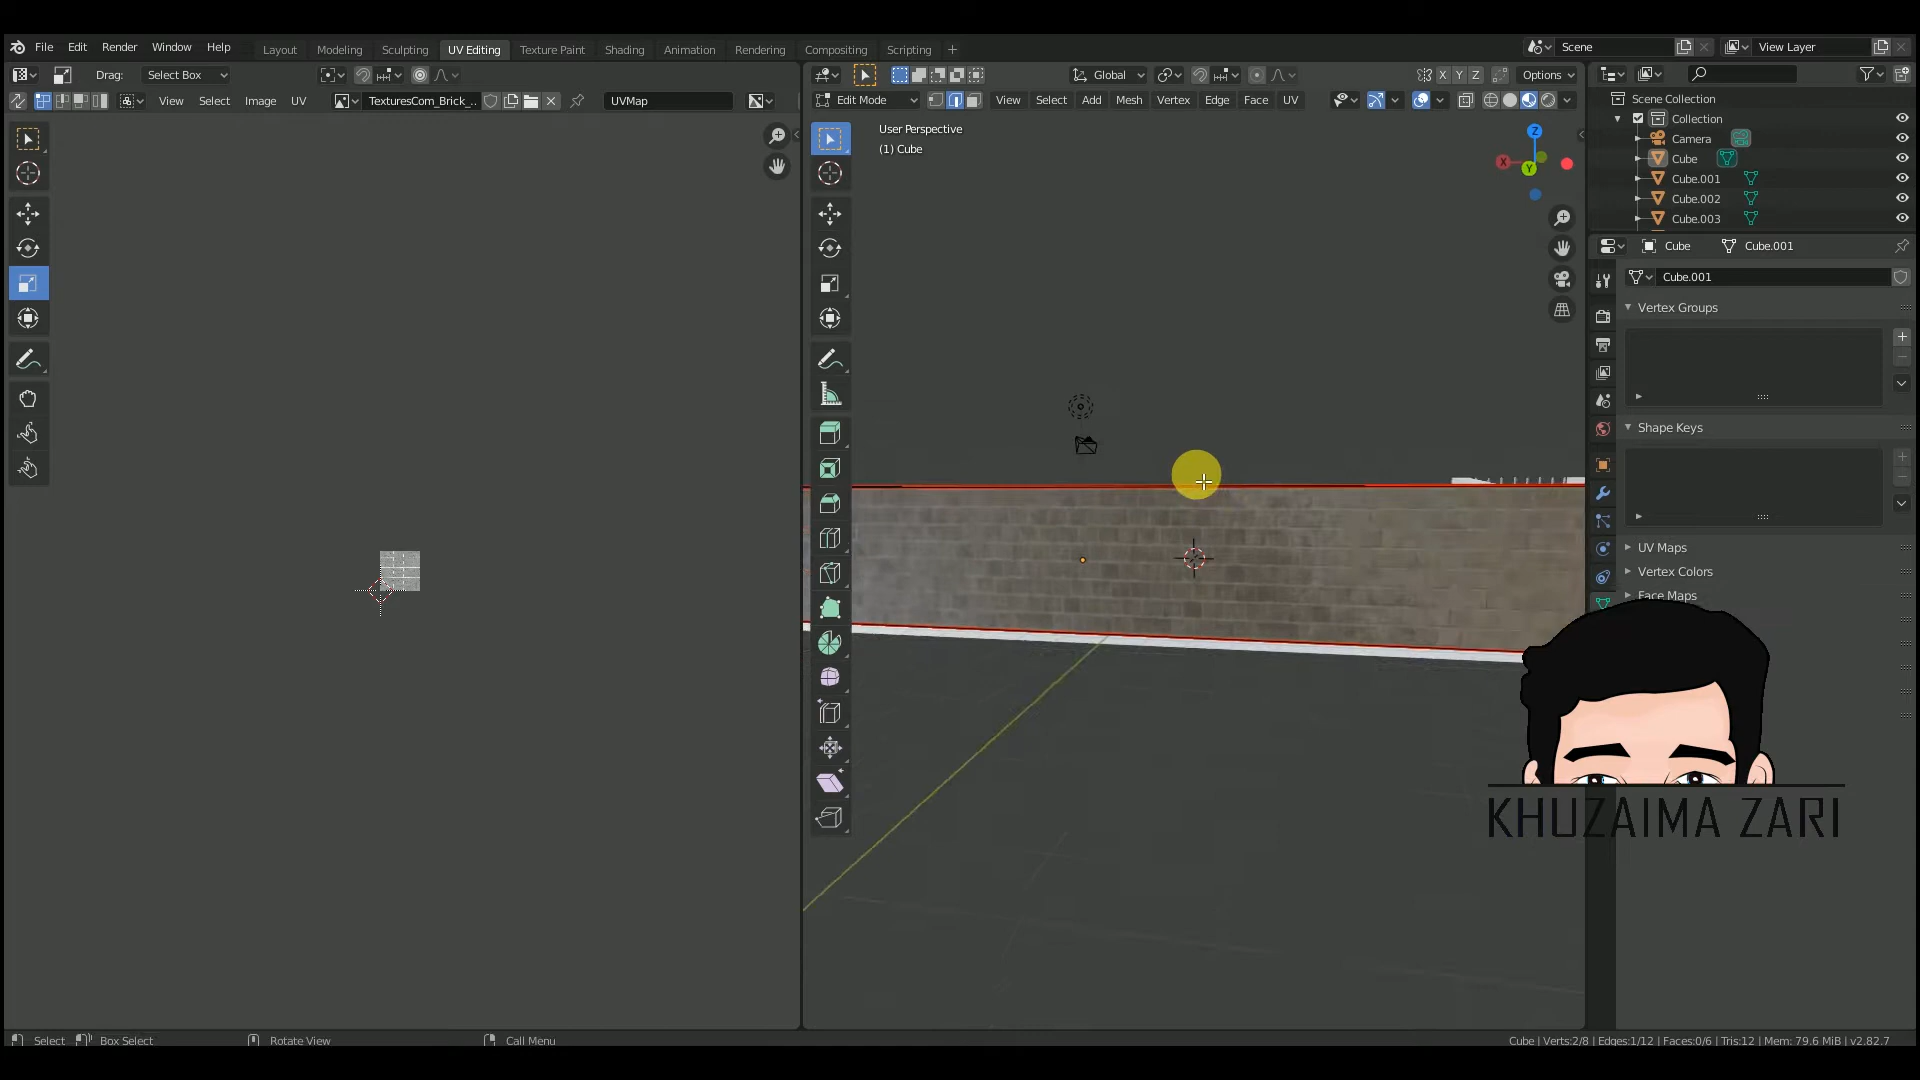 File Edit Render Window Help Layout Modeling Sculpting UV Editing Texture Paint Shading Animation Rendering Compositing Scripting Scene View Layer
Drag: Select Box Global X Y Z Options
View Select Image UV TexturesCom_Brick_.. UVMap Edit Mode View Select Add Mesh Vertex Edge Face UV
Scene Collection
Collection
Camera
Cube
Cube.001
Cube.002
Cube.003
User Perspective
(1) Cube
Z
X
Y
Cube Cube.001
Cube.001
Vertex Groups
Shape Keys
UV Maps
Vertex Colors
Face Maps
KHUZAIMA ZARI
Select Box Select Rotate View Call Menu Cube | Verts:2/8 | Edges:1/12 | Faces:0/6 | Tris:12 | Mem: 79.6 MiB | v2.82.7